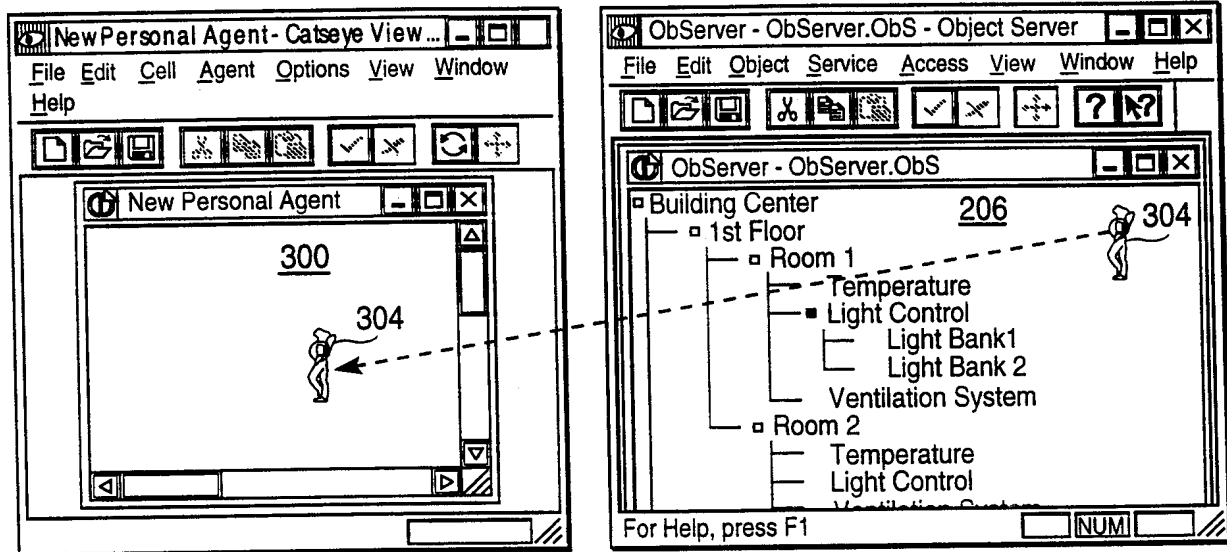 NewPersonal Agent- Catseye View...
File Edit Cell Agent Options View Window
Help
New Personal Agent
300
304
ObServer - ObServer.ObS - Object Server
File Edit Object Service Access View Window Help
? ?
ObServer - ObServer.ObS
Building Center
206
304
1st Floor
Room 1
Temperature
Light Control
Light Bank1
Light Bank 2
Ventilation System
Room 2
Temperature
Light Control
Ventilation System
For Help, press F1
NUM